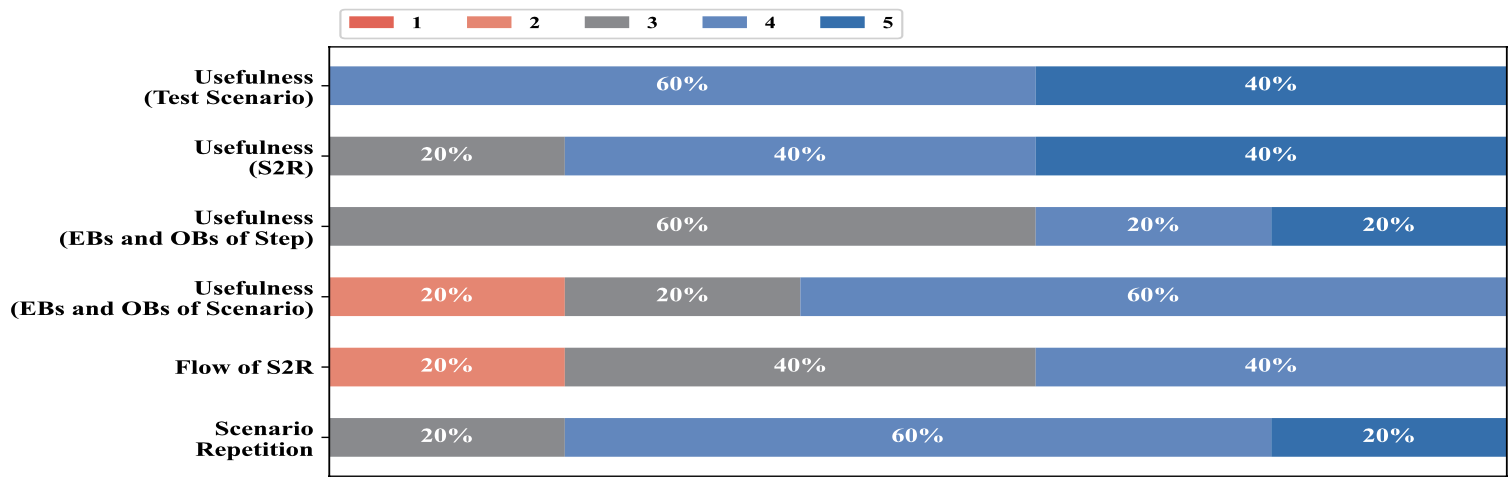 1 2 3 4 5
Usefulness
(Test Scenario)
60% 40%
Usefulness
(S2R)
20% 40% 40%
Usefulness
(EBs and OBs of Step)
60% 20% 20%
Usefulness
(EBs and OBs of Scenario)
20% 20% 60%
Flow of S2R
20% 40% 40%
Scenario
Repetition
20% 60% 20%